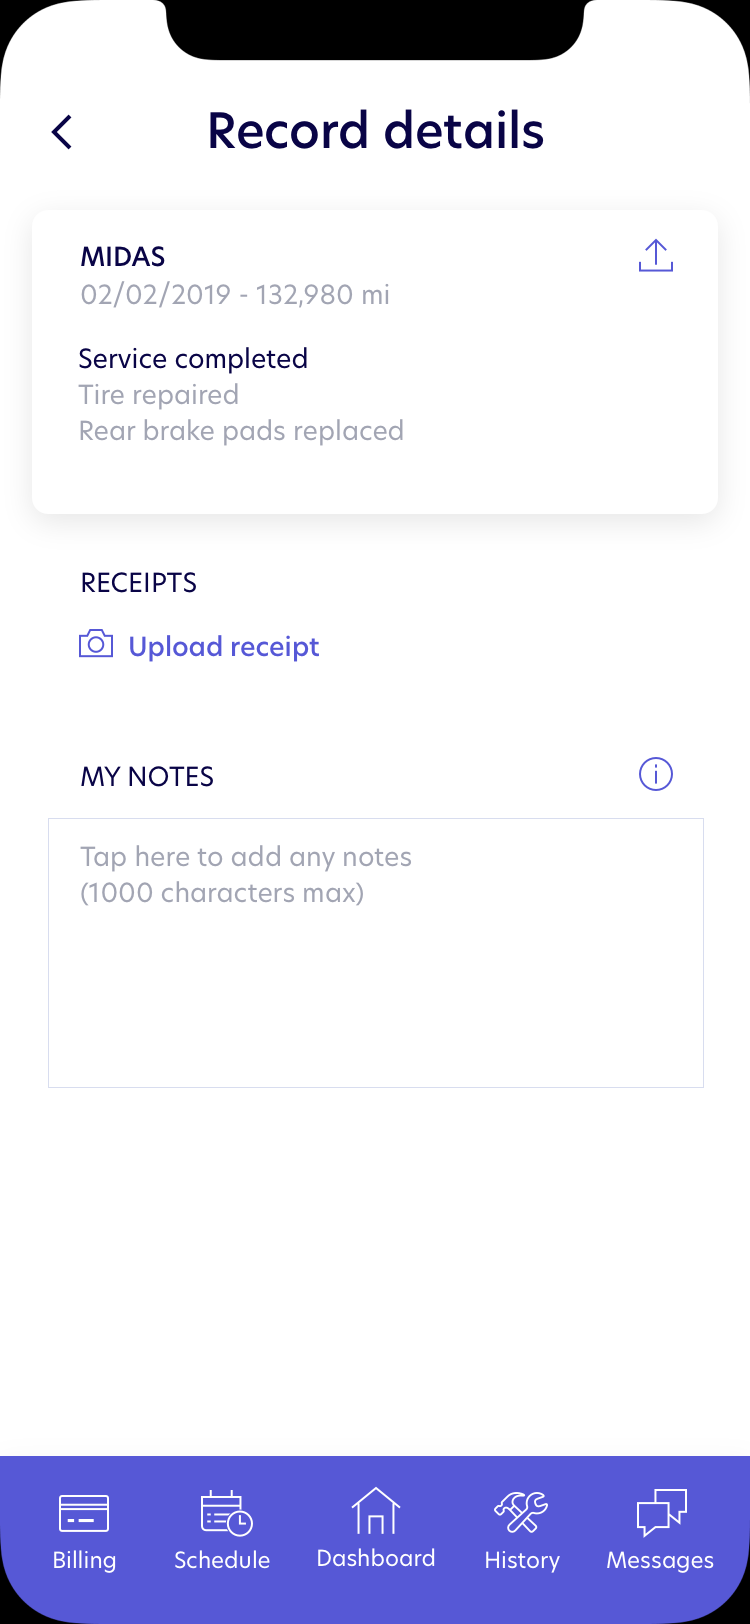 Record details
MIDAS
02/02/2019 - 132,980 mi
Service completed
Tire repaired
Rear brake pads replaced
RECEIPTS
Upload receipt
MY NOTES
Tap here to add any notes
(1000 characters max)
Billing
Schedule
Dashboard
History
Messages